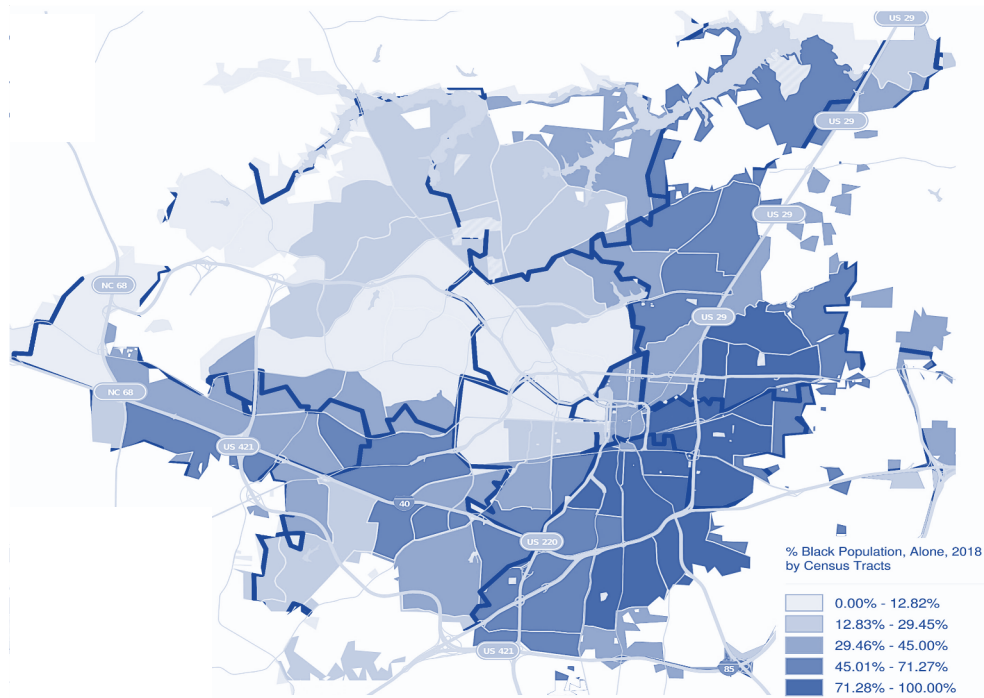 US 29
US 29
US 29
NC 68
US 29
NC 68
US 421
40
US 220
% Black Population, Alone, 2018
by Census Tracts
0.00% - 12.82%
12.83% - 29.45%
29.46% - 45.00%
45.01% - 71.27%
71.28% - 100.00%
US 421
85